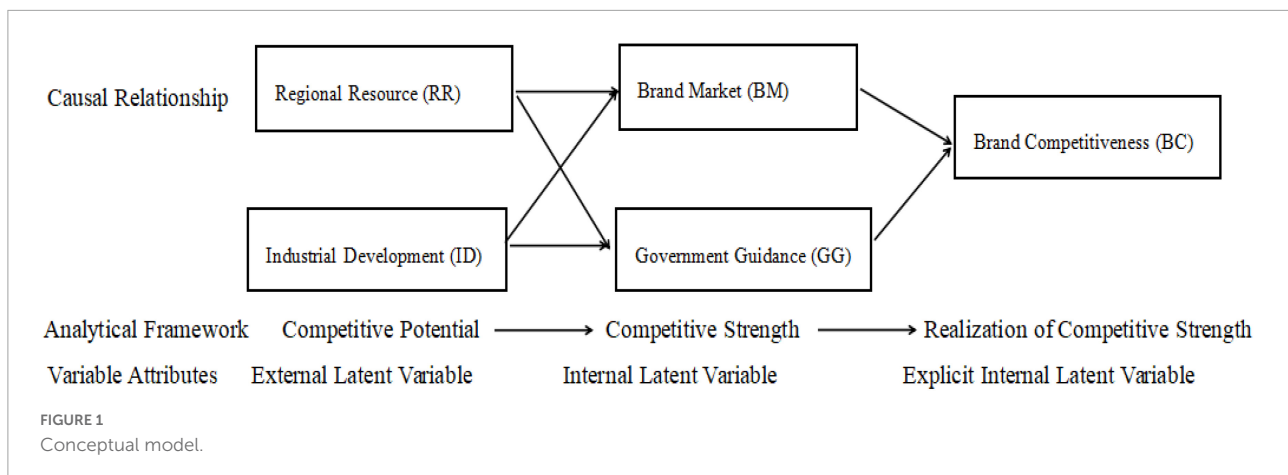 Regional Resource (RR)
Brand Market (BM)
Causal Relationship
Brand Competitiveness (BC)
Industrial Development (ID)
Government Guidance (GG)
Analytical Framework Competitive Potential Competitive Strength Realization of Competitive Strength
Variable Attributes External Latent Variable Internal Latent Variable Explicit Internal Latent Variable
FIGURE 1
Conceptual model.